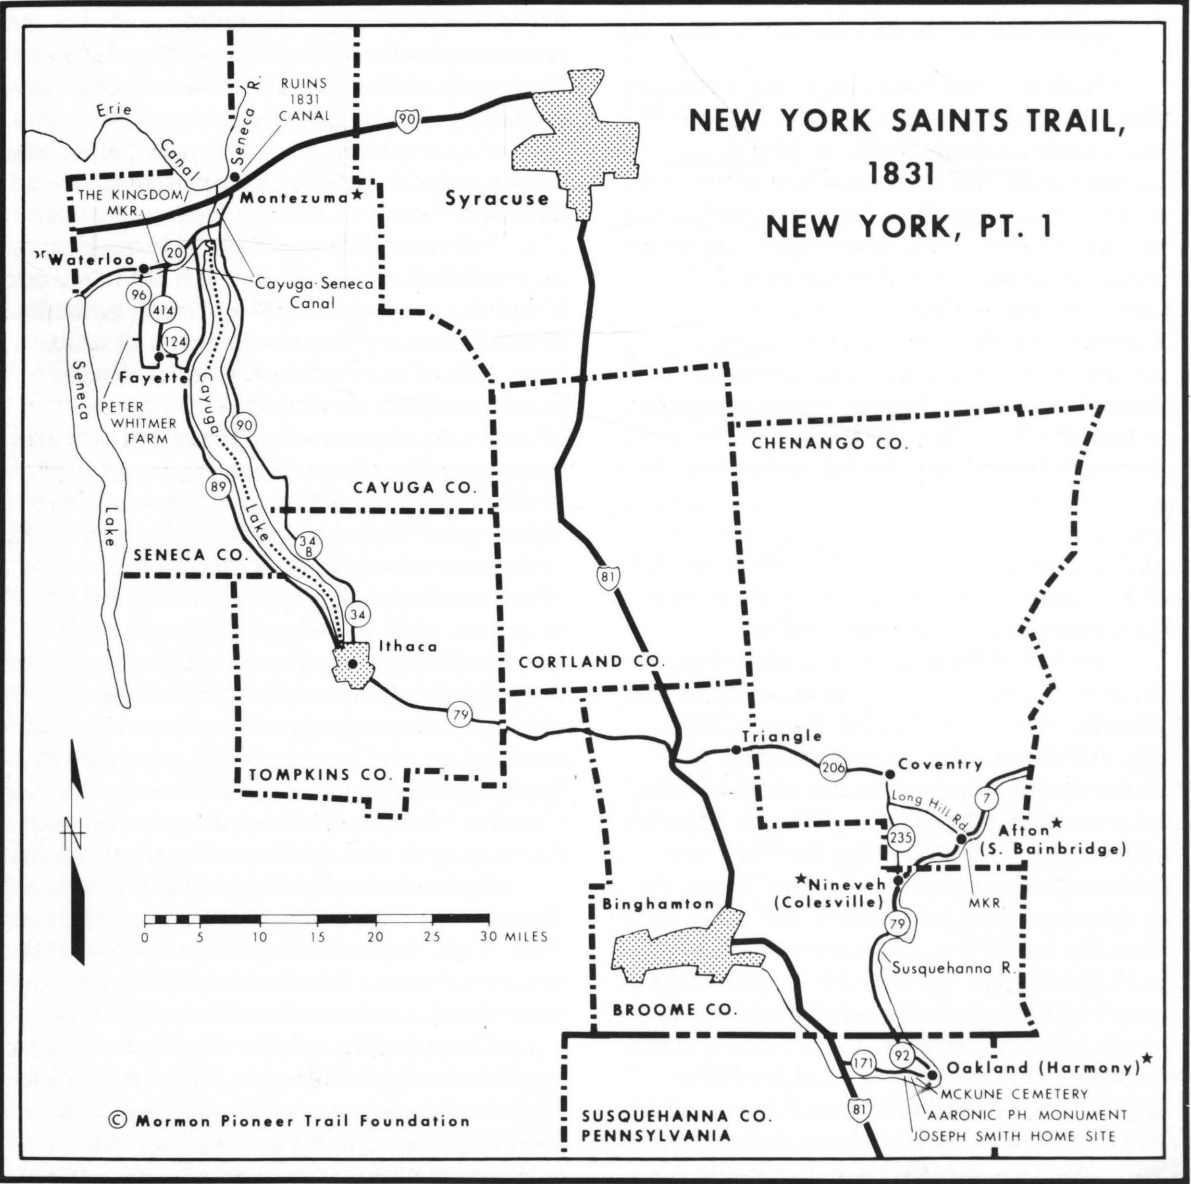 NEW YORK SAINTS TRAIL,
1831
NEW YORK, PT. 1
Erie
Canal
Seneca R.
RUINS
1831
CANAL
90
Syracuse
THE KINGDOM
MKR.
Montezuma★
20
Waterloo
96
414
124
Cayuga-Seneca
Canal
Fayette
PETER
WHITMER
FARM
Seneca
Lake
Cayuga
Lake
90
89
CAYUGA CO.
34
B
SENECA CO.
34
Ithaca
79
TOMPKINS CO.
CHENANGO CO.
81
CORTLAND CO.
Triangle
206
Coventry
Long Hill Rd.
7
235
Afton★
(S. Bainbridge)
★Nineveh
(Colesville)
MKR.
79
Susquehanna R.
Binghamton
BROOME CO.
N
0 5 10 15 20 25 30 MILES
171
92
Oakland (Harmony)★
MCKUNE CEMETERY
AARONIC PH. MONUMENT
JOSEPH SMITH HOME SITE
81
SUSQUEHANNA CO.
PENNSYLVANIA
© Mormon Pioneer Trail Foundation